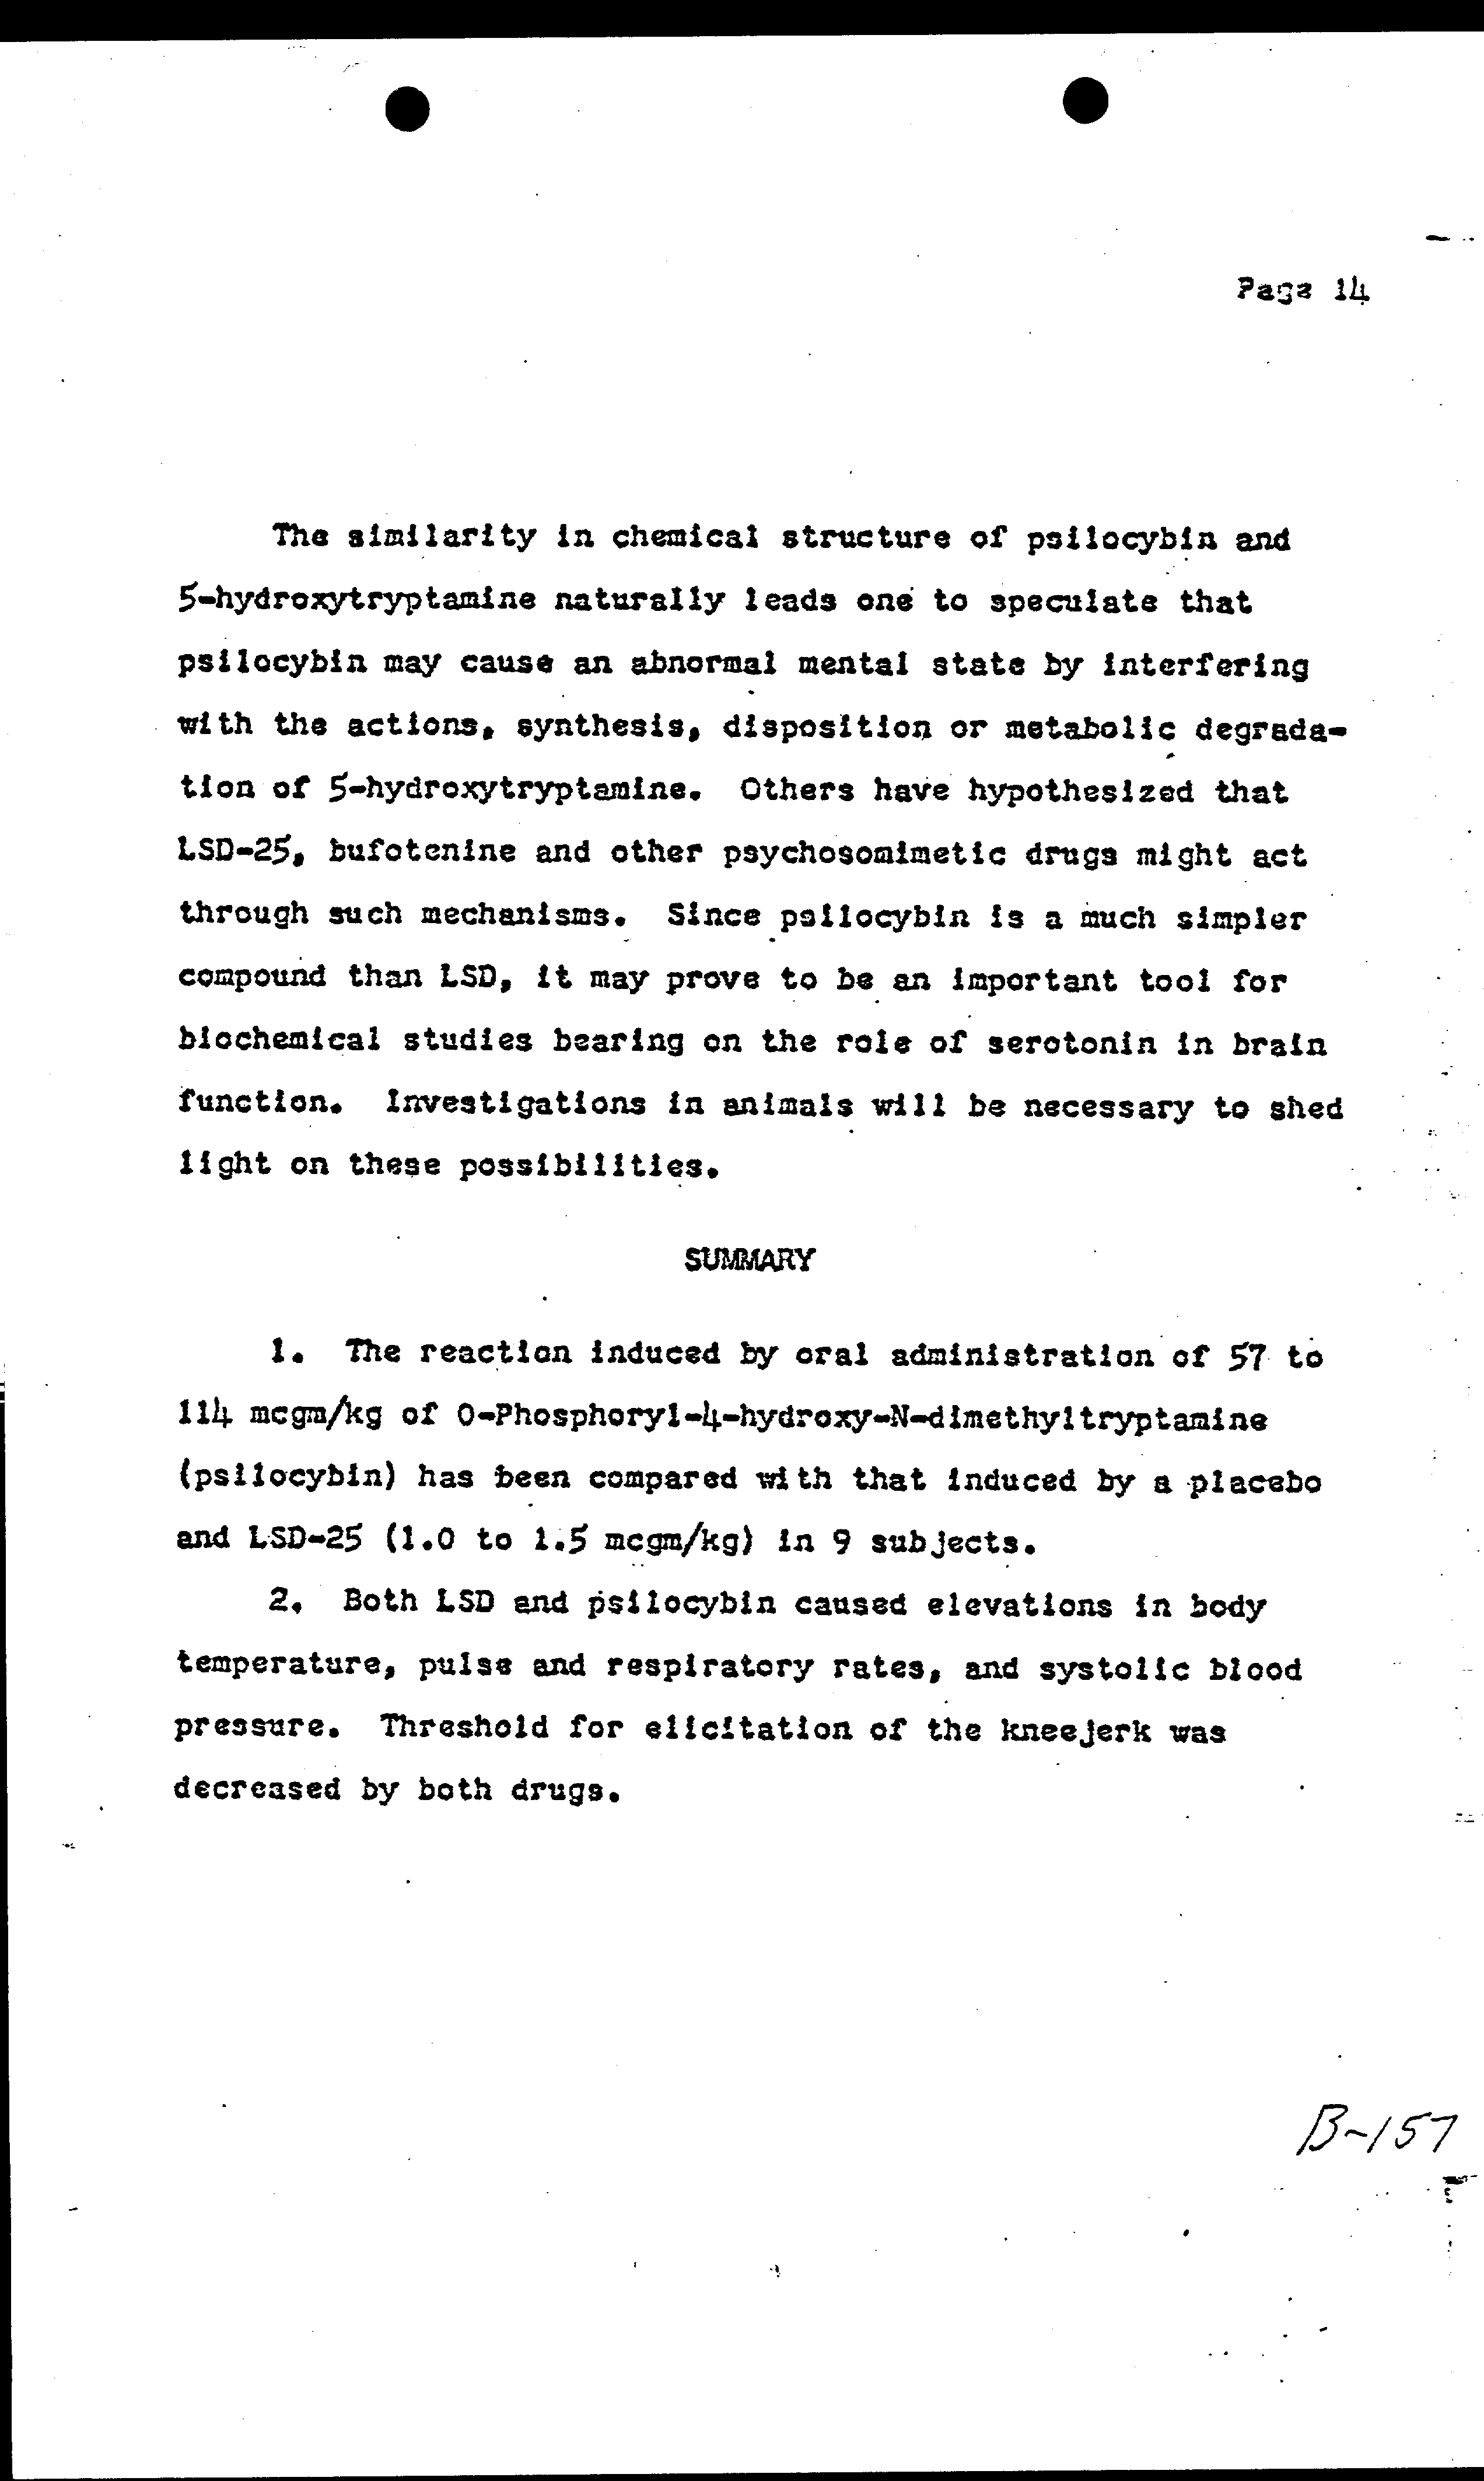 Page 14
The similarity in chemical structure of psilocybin and
5-hydroxytryptamine naturally leads one to speculate that
psilocybin may cause an abnormal mental state by interfering
with the actions, synthesis, disposition or metabolic degrada-
tion of 5-hydroxytryptamine. Others have hypothesized that
LSD-25, bufotenine and other psychosomimetic drugs might act
through such mechanisms. Since psilocybin is a much simpler
compound than LSD, it may prove to be an important tool for
biochemical studies bearing on the role of serotonin in brain
function. Investigations in animals will be necessary to shed
light on these possibilities.
SUMMARY
1. The reaction induced by oral administration of 57 to
114 mcgm/kg of O-Phosphoryl-4-hydroxy-N-dimethyltryptamine
(psilocybin) has been compared with that induced by a placebo
and LSD-25 (1.0 to 1.5 mcgm/kg) in 9 subjects.
2. Both LSD and psilocybin caused elevations in body
temperature, pulse and respiratory rates, and systolic blood
pressure. Threshold for elicitation of the kneejerk was
decreased by both drugs.
B-157